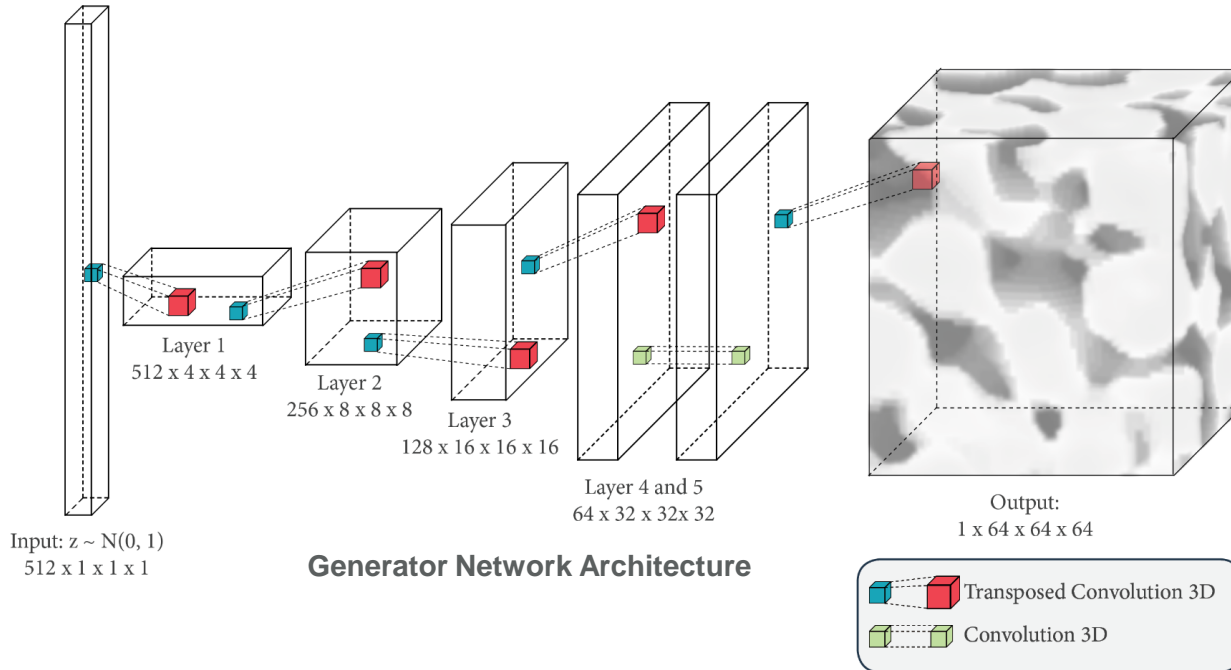 Layer 1
512 x 4 x 4 x 4
Layer 2
256 x 8 x 8 x 8
Layer 3
128 x 16 x 16 x 16
Layer 4 and 5
64 x 32 x 32x 32
Output:
1 x 64 x 64 x 64
Input: z ~ N(0, 1)
512 x 1 x 1 x 1
Generator Network Architecture
Transposed Convolution 3D
Convolution 3D